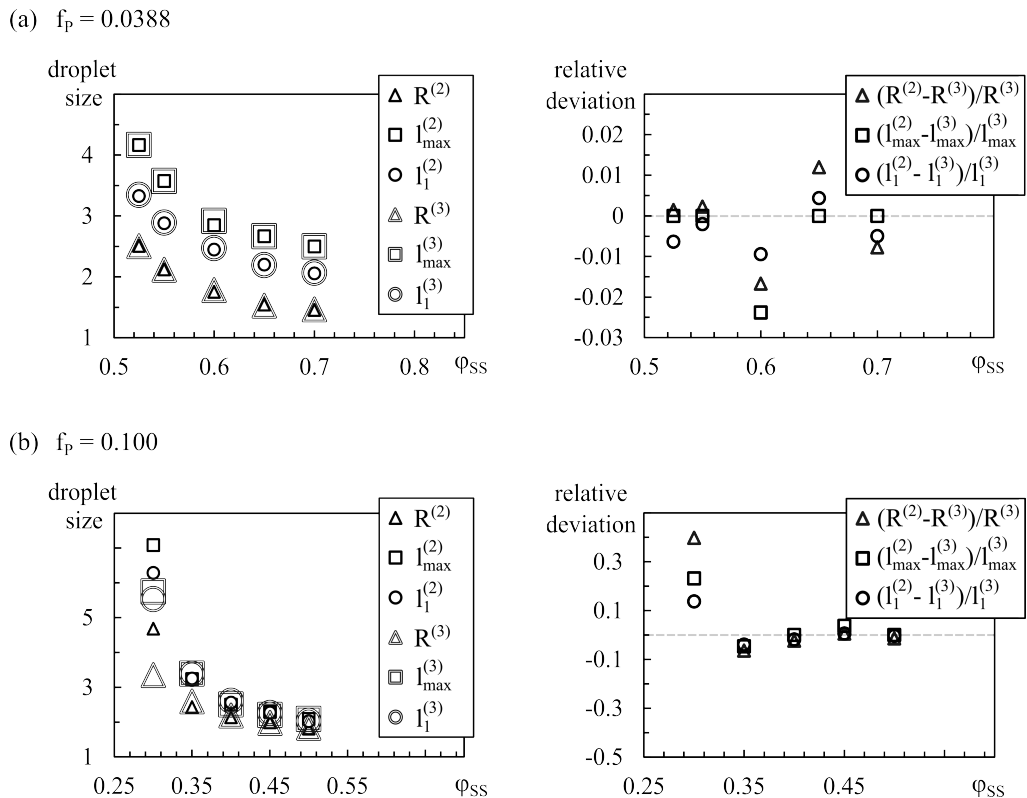 (a) f_P = 0.0388
droplet
size
4
3
2
1
0.5 0.6 0.7 0.8 φ_SS
R^(2)
l_max^(2)
l_1^(2)
R^(3)
l_max^(3)
l_1^(3)
relative
deviation
0.02
0.01
0
-0.01
-0.02
-0.03
0.5 0.6 0.7 φ_SS
(R^(2)-R^(3))/R^(3)
(l_max^(2)-l_max^(3))/l_max^(3)
(l_1^(2)- l_1^(3))/l_1^(3)
(b) f_P = 0.100
droplet
size
5
3
1
0.25 0.35 0.45 0.55 φ_SS
R^(2)
l_max^(2)
l_1^(2)
R^(3)
l_max^(3)
l_1^(3)
relative
deviation
0.3
0.1
-0.1
-0.3
-0.5
0.25 0.35 0.45 φ_SS
(R^(2)-R^(3))/R^(3)
(l_max^(2)-l_max^(3))/l_max^(3)
(l_1^(2)- l_1^(3))/l_1^(3)